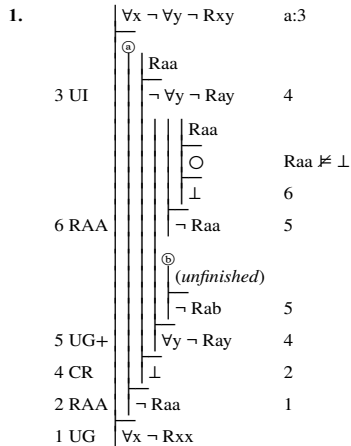 1. ∀x ¬ ∀y ¬ Rxy a:3
ⓐ
Raa
3 UI ¬ ∀y ¬ Ray 4
Raa
○ Raa ⊭ ⊥
⊥ 6
6 RAA ¬ Raa 5
ⓑ
(unfinished)
¬ Rab 5
5 UG+ ∀y ¬ Ray 4
4 CR ⊥ 2
2 RAA ¬ Raa 1
1 UG ∀x ¬ Rxx